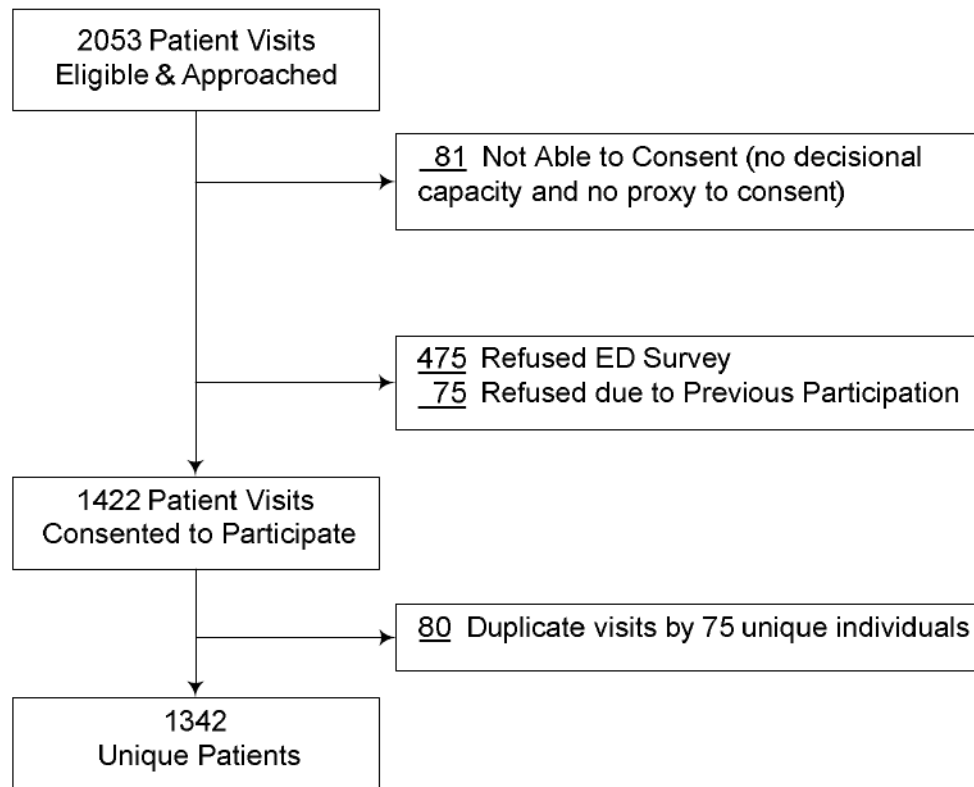 2053 Patient Visits
Eligible & Approached
81 Not Able to Consent (no decisional
capacity and no proxy to consent)
475 Refused ED Survey
75 Refused due to Previous Participation
1422 Patient Visits
Consented to Participate
80 Duplicate visits by 75 unique individuals
1342
Unique Patients